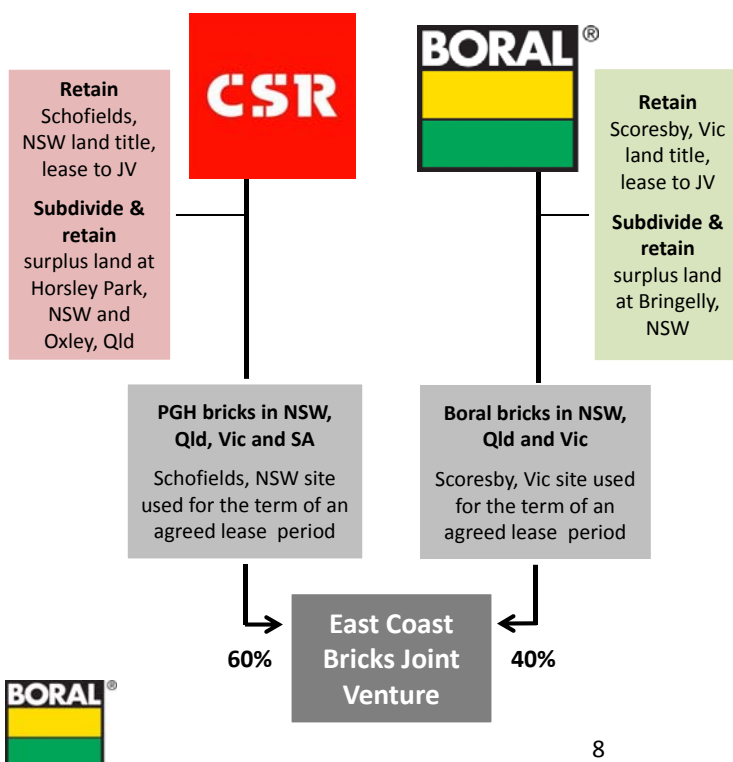 CSR
BORAL®
Retain
Schofields,
NSW land title,
lease to JV
Subdivide &
retain
surplus land at
Horsley Park,
NSW and
Oxley, Qld
Retain
Scoresby, Vic
land title,
lease to JV
Subdivide &
retain
surplus land
at Bringelly,
NSW
PGH bricks in NSW,
Qld, Vic and SA
Schofields, NSW site
used for the term of an
agreed lease period
Boral bricks in NSW,
Qld and Vic
Scoresby, Vic site used
for the term of an
agreed lease period
60%
East Coast
Bricks Joint
Venture
40%
BORAL®
8